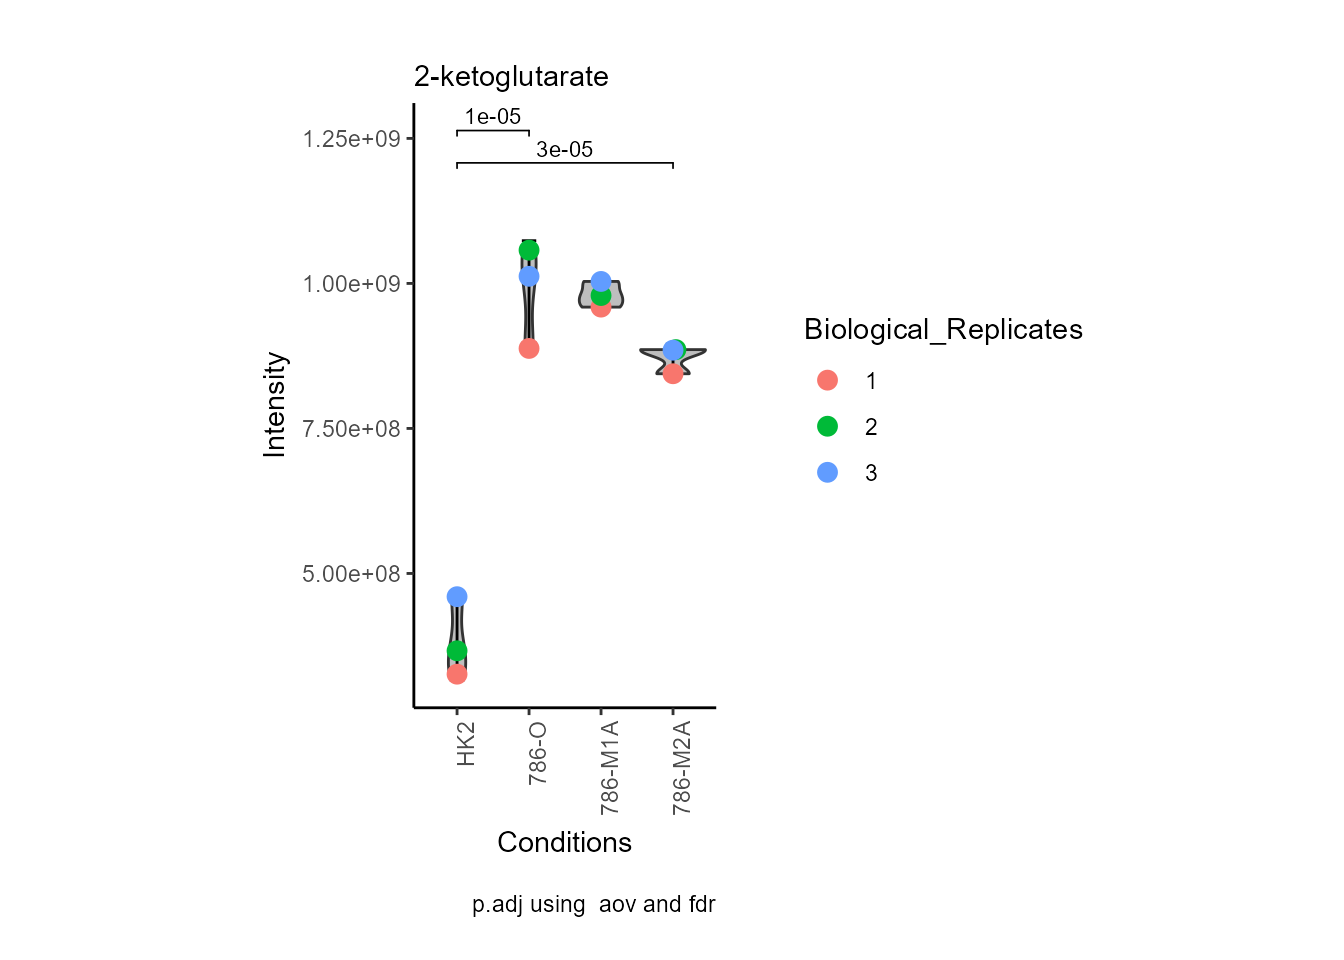 2-ketoglutarate
1e-05
3e-05
1.25e+09
1.00e+09
7.50e+08
5.00e+08
Intensity
HK2
786-O
786-M1A
786-M2A
Conditions
p.adj using  aov and fdr
Biological_Replicates
1
2
3